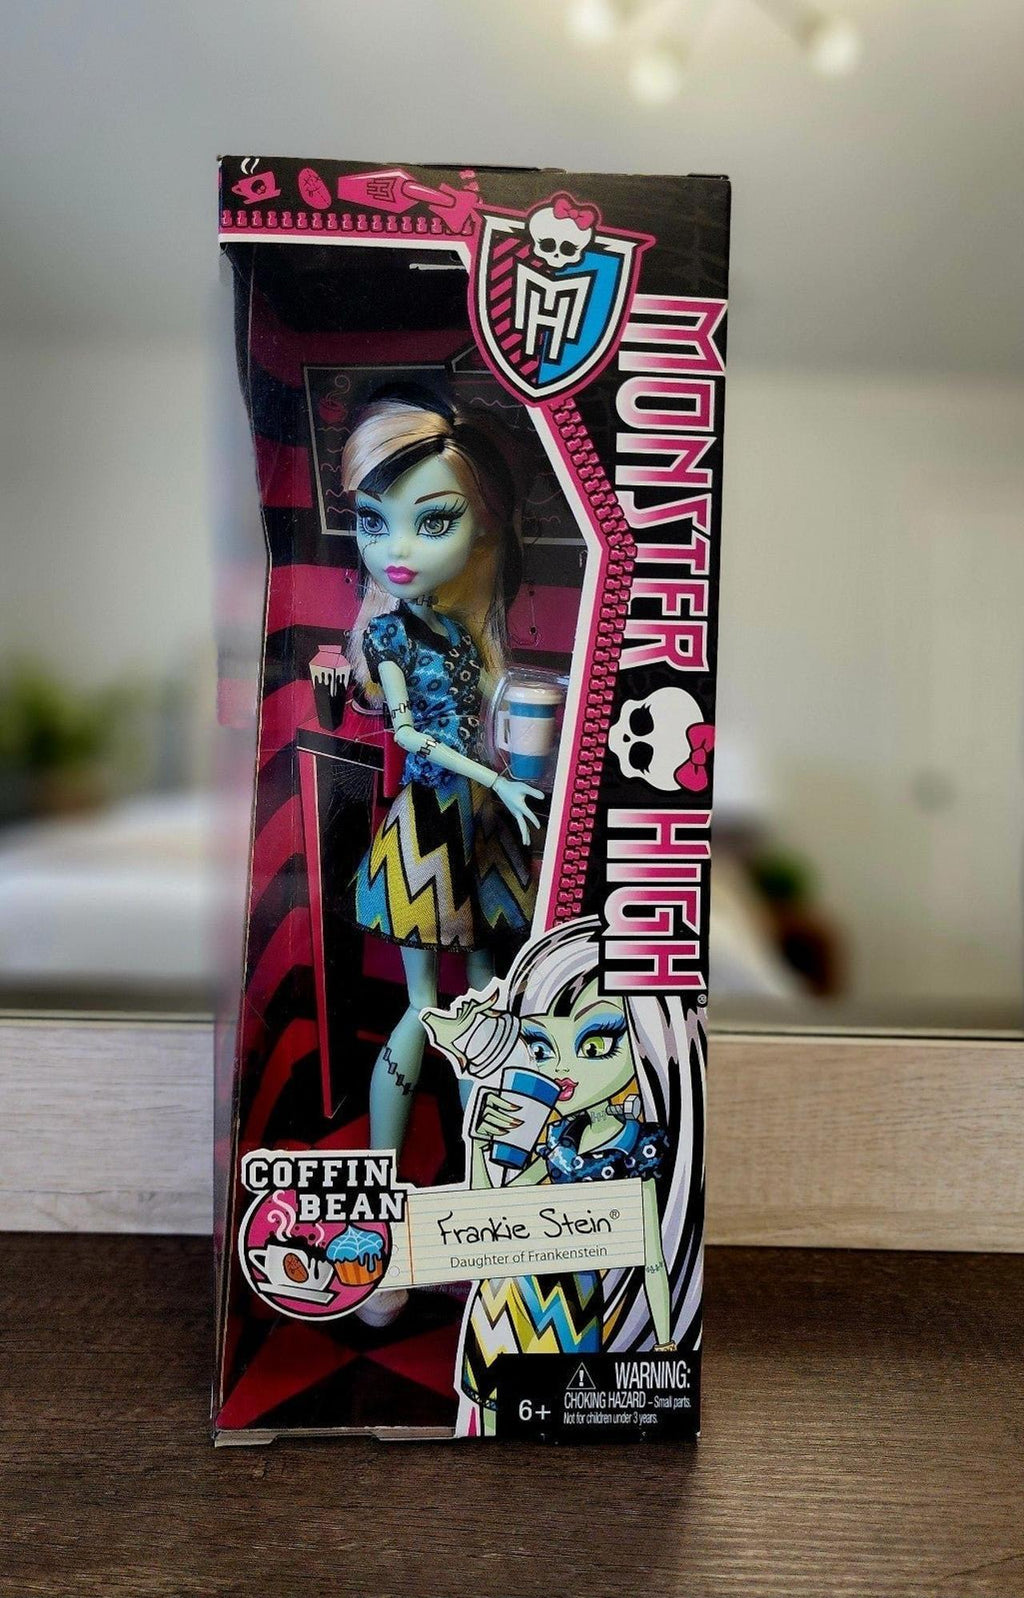 MH
MONSTER HIGH®
COFFIN
BEAN
Frankie Stein®
Daughter of Frankenstein
6+
WARNING:
CHOKING HAZARD – Small parts.
Not for children under 3 years.